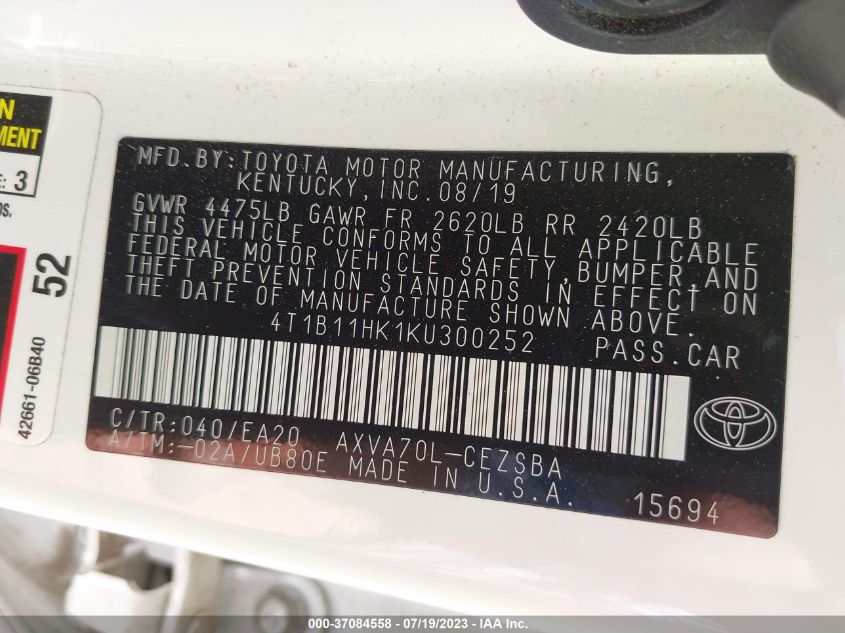 N
MENT
E: 3
OS.
52
42661-06B40
MFD. BY: TOYOTA MOTOR MANUFACTURING,
KENTUCKY, INC. 08/19
GVWR 4475LB GAWR FR 2620LB RR 2420LB
THIS VEHICLE CONFORMS TO ALL APPLICABLE
FEDERAL MOTOR VEHICLE SAFETY, BUMPER, AND
THEFT PREVENTION STANDARDS IN EFFECT ON
THE DATE OF MANUFACTURE SHOWN ABOVE.
4T1B11HK1KU300252 PASS.CAR
C/TR:040/EA20 AXVA70L-CEZSBA
A/TM:-02A/UB80E MADE IN U.S.A.
15694
000-37084558 - 07/19/2023 - IAA, Inc.